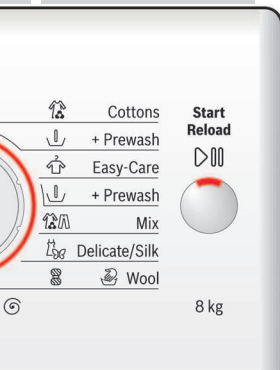 Cottons
+ Prewash
Easy-Care
+ Prewash
Mix
Delicate/Silk
Wool
Start
Reload
8 kg